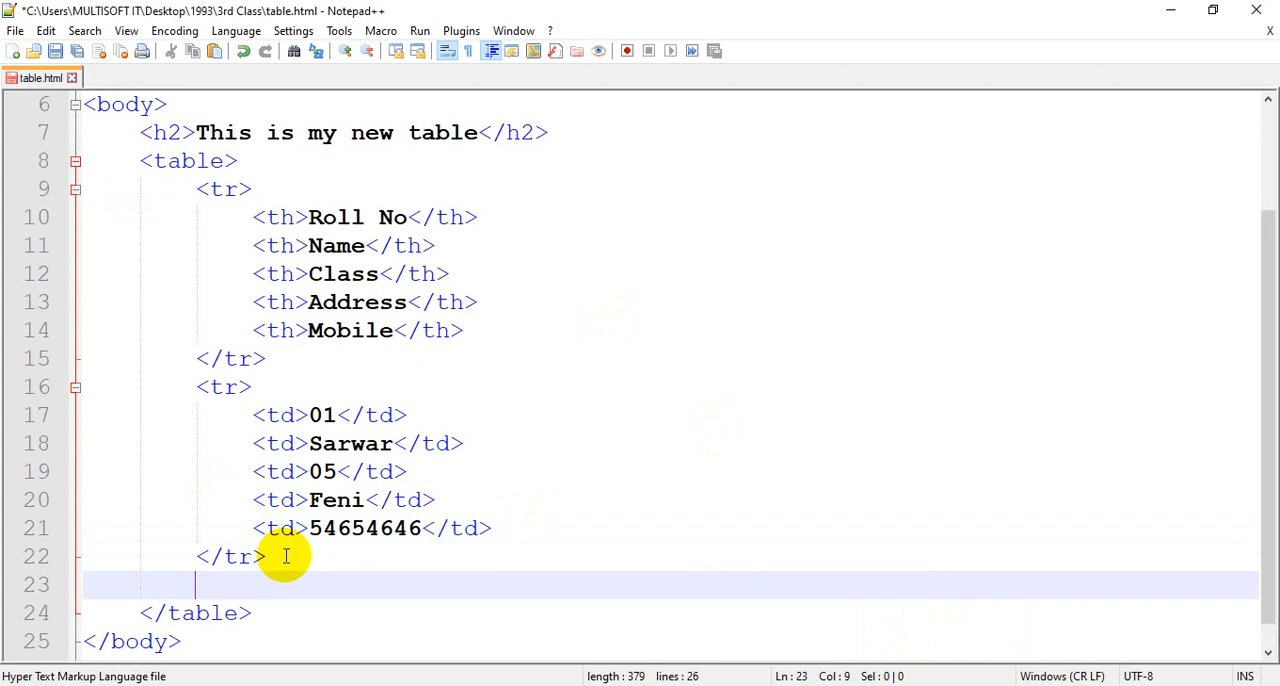 *C:\Users\MULTISOFT IT\Desktop\1993\3rd Class\table.html - Notepad++
File Edit Search View Encoding Language Settings Tools Macro Run Plugins Window ? X
table.html
6 <body>
7 <h2>This is my new table</h2>
8 <table>
9 <tr>
10 <th>Roll No</th>
11 <th>Name</th>
12 <th>Class</th>
13 <th>Address</th>
14 <th>Mobile</th>
15 </tr>
16 <tr>
17 <td>01</td>
18 <td>Sarwar</td>
19 <td>05</td>
20 <td>Feni</td>
21 <td>54654646</td>
22 </tr>
23
24 </table>
25 </body>
Hyper Text Markup Language file length : 379 lines : 26 Ln : 23 Col : 9 Sel : 0 | 0 Windows (CR LF) UTF-8 INS